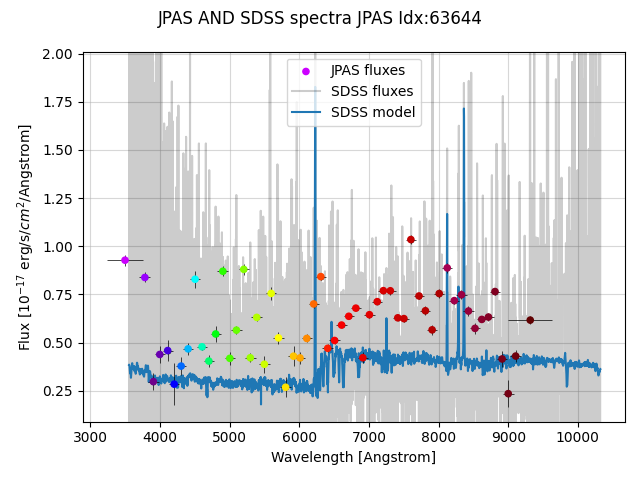 JPAS AND SDSS spectra JPAS Idx:63644
2.00
1.75
1.50
1.25
1.00
0.75
0.50
0.25
Flux [10⁻¹⁷ erg/s/cm²/Angstrom]
JPAS fluxes
SDSS fluxes
SDSS model
3000 4000 5000 6000 7000 8000 9000 10000
Wavelength [Angstrom]